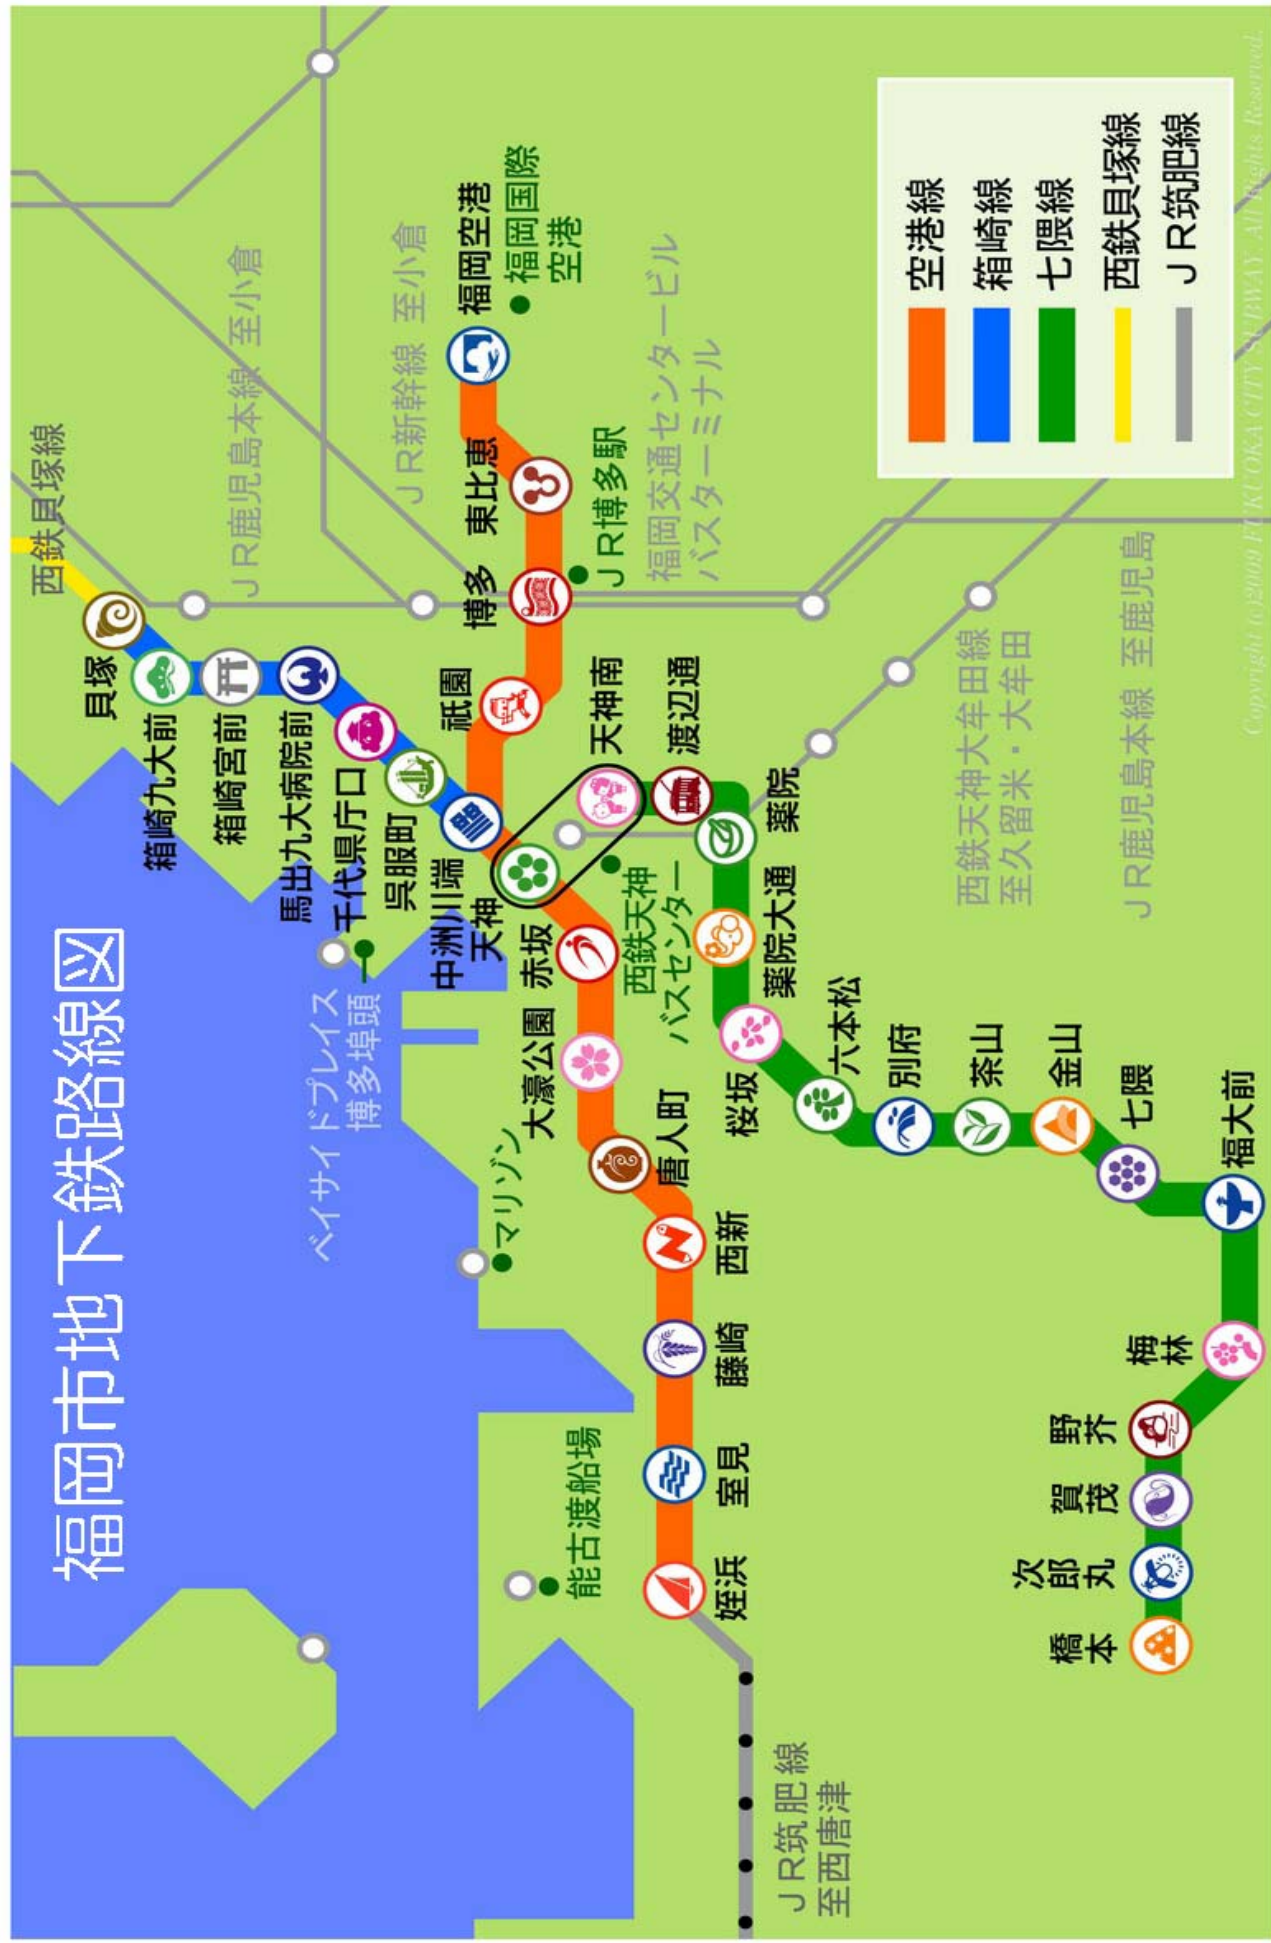 福岡市地下鉄路線図
西鉄貝塚線
ＪＲ鹿児島本線 至小倉
ＪＲ新幹線 至小倉
貝塚
箱崎九大前
箱崎宮前
馬出九大病院前
千代県庁口
呉服町
中洲川端
天神
福岡空港
福岡国際
空港
東比恵
博多
ＪＲ博多駅
福岡交通センタービル
バスターミナル
祇園
天神南
渡辺通
薬院
薬院大通
西鉄天神
バスセンター
赤坂
大濠公園
唐人町
西新
藤崎
室見
姪浜
ベイサイドプレイス
博多埠頭
マリゾン
能古渡船場
桜坂
六本松
別府
茶山
金山
七隈
福大前
梅
林
野
芥
賀
茂
次
郎
丸
橋
本
西鉄天神大牟田線
至久留米・大牟田
ＪＲ鹿児島本線 至鹿児島
ＪＲ筑肥線
至西唐津
空港線
箱崎線
七隈線
西鉄貝塚線
ＪＲ筑肥線
Copyright (c)2009 FUKUOKA CITY SUBWAY. All Rights Reserved.